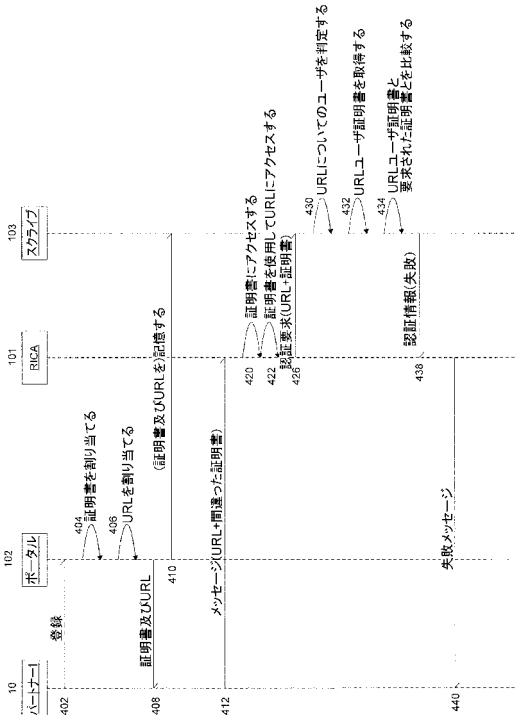 10
パートナー1
102
ポータル
101
RICA
103
スクライブ
402
登録
404
証明書を割り当てる
406
URLを割り当てる
408
証明書及びURL
410
(証明書及びURLを)記憶する
412
メッセージ(URL+間違った証明書)
420
証明書にアクセスする
422
証明書を使用してURLにアクセスする
426
認証要求(URL+証明書)
430
URLについてのユーザを判定する
432
URLユーザ証明書を取得する
434
URLユーザ証明書と
要求された証明書とを比較する
438
認証情報(失敗)
440
失敗メッセージ